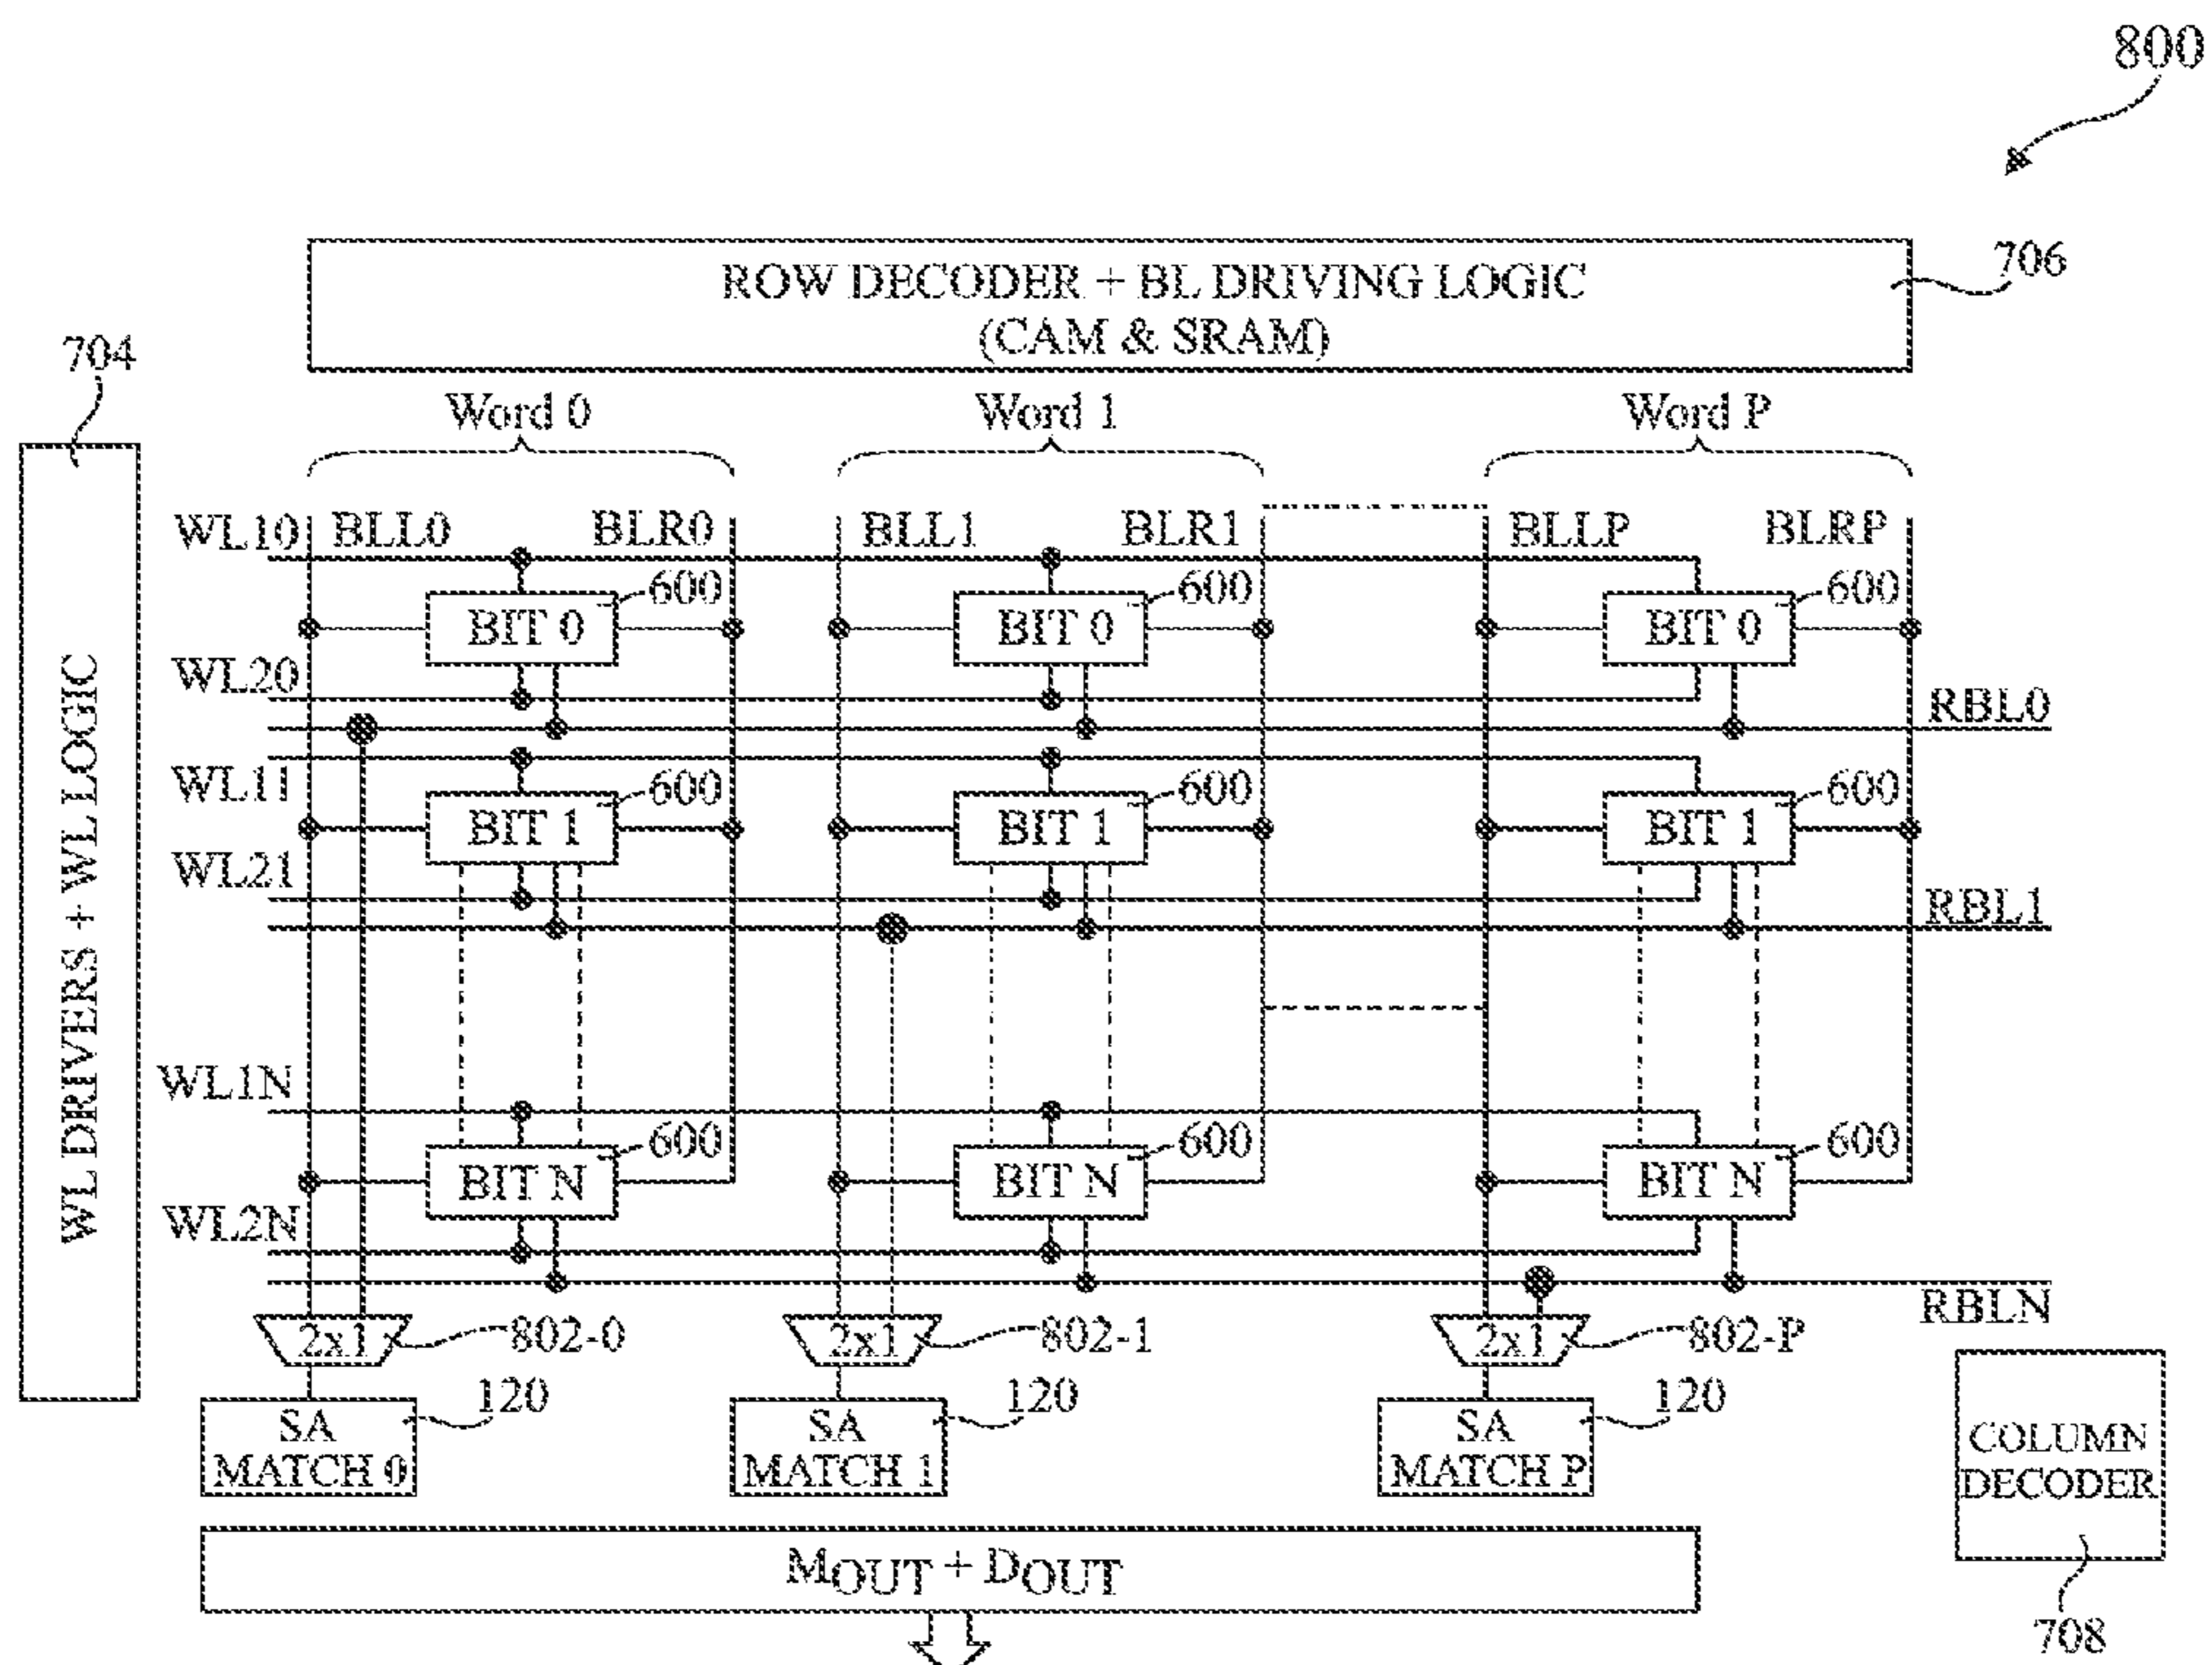 800
ROW DECODER + BL DRIVING LOGIC
(CAM & SRAM)
706
704
WL DRIVERS + WL LOGIC
Word 0 Word 1 Word P
WL10 BLL0 BLR0 BLL1 BLR1 BLLP BLRP
600 600 600
BIT 0 BIT 0 BIT 0
WL20
RBL0
WL11
600 600 600
BIT 1 BIT 1 BIT 1
WL21
RBL1
WL1N
600 600 600
BIT N BIT N BIT N
WL2N
RBLN
2x1 802-0 2x1 802-1 2x1 802-P
120 120 120
SA SA SA
MATCH 0 MATCH 1 MATCH P
COLUMN
DECODER
MOUT + DOUT
708